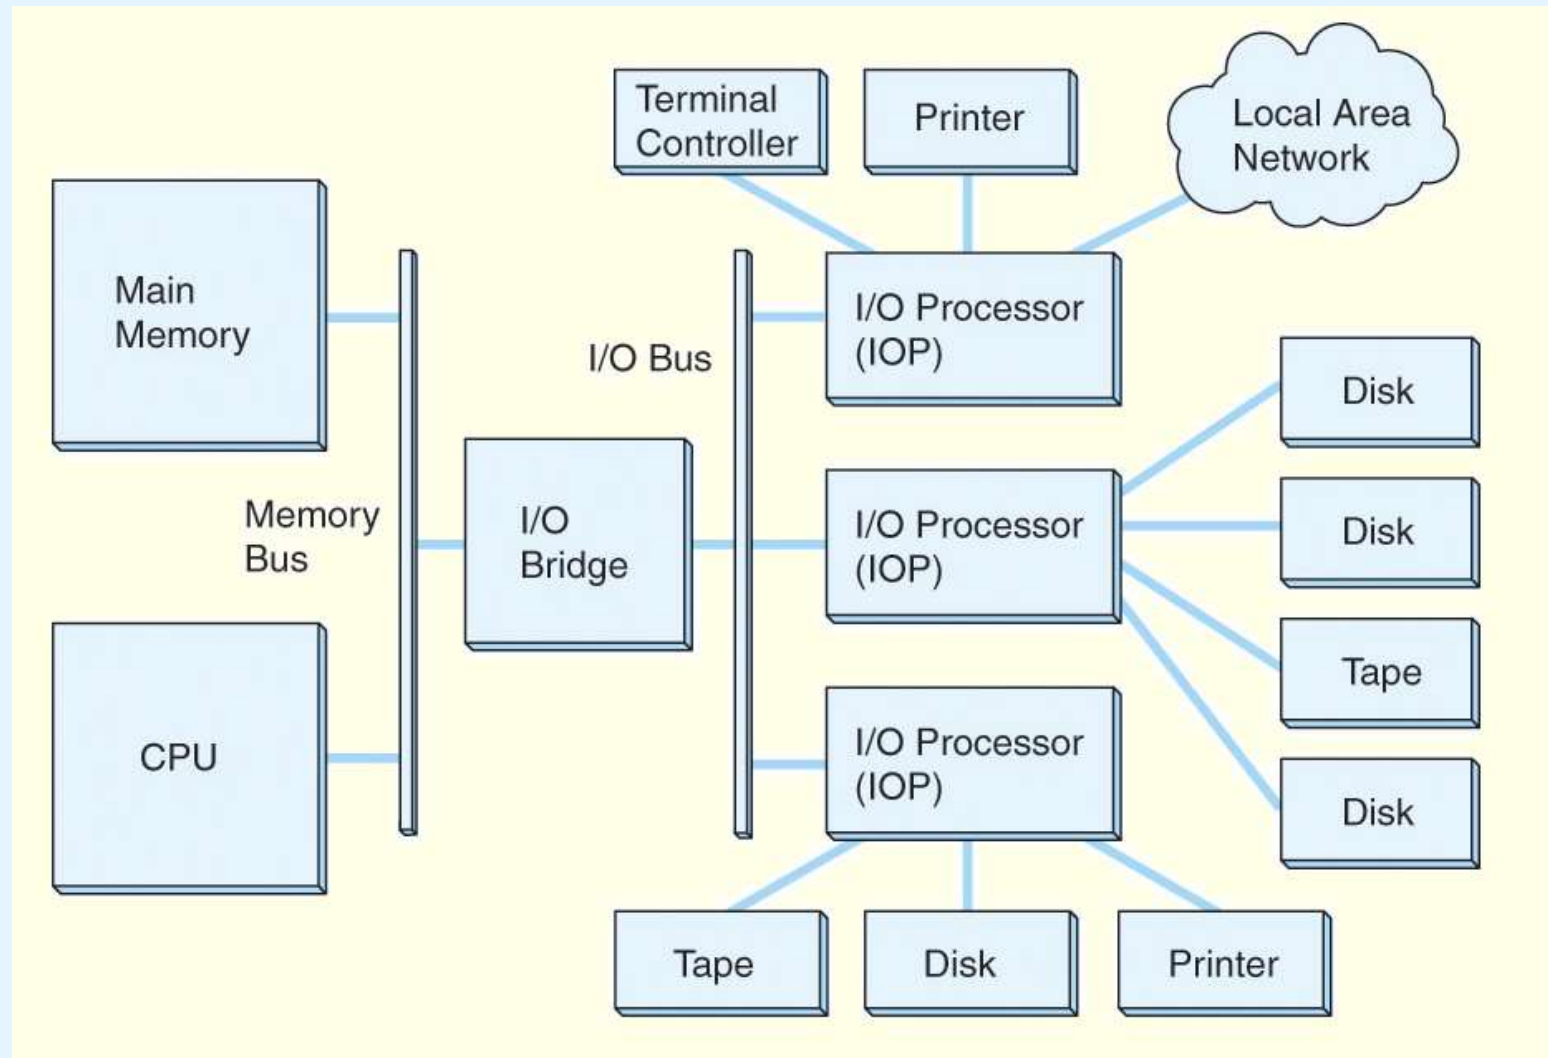 Terminal
Controller
Printer
Local Area
Network
Main
Memory
I/O Processor
(IOP)
I/O Bus
Disk
Memory
Bus
I/O
Bridge
I/O Processor
(IOP)
Disk
Tape
CPU
I/O Processor
(IOP)
Disk
Tape
Disk
Printer